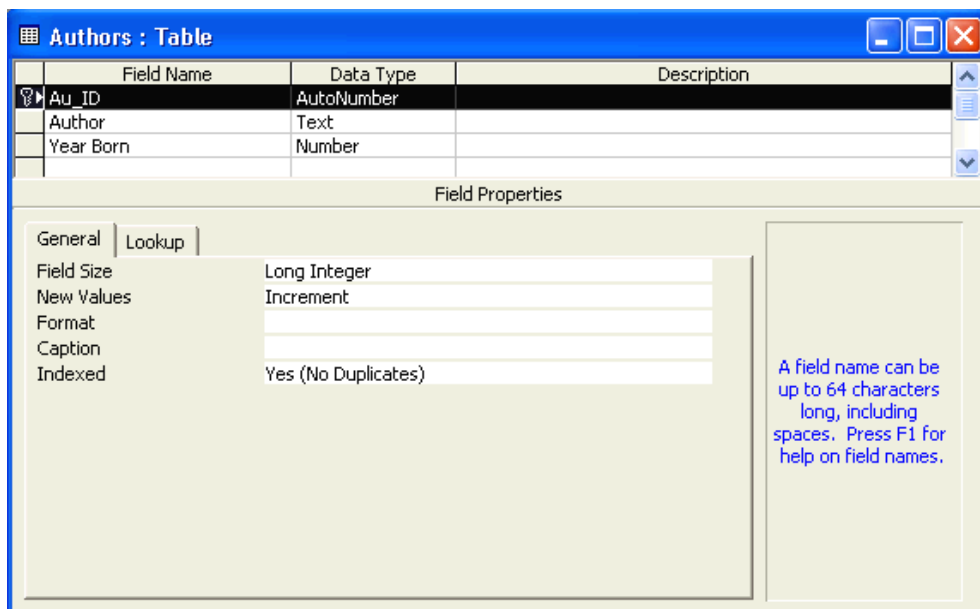 Authors : Table
Field Name Data Type Description
Au_ID AutoNumber
Author Text
Year Born Number
Field Properties
General Lookup
Field Size Long Integer
New Values Increment
Format
Caption
Indexed Yes (No Duplicates)
A field name can be
up to 64 characters
long, including
spaces. Press F1 for
help on field names.